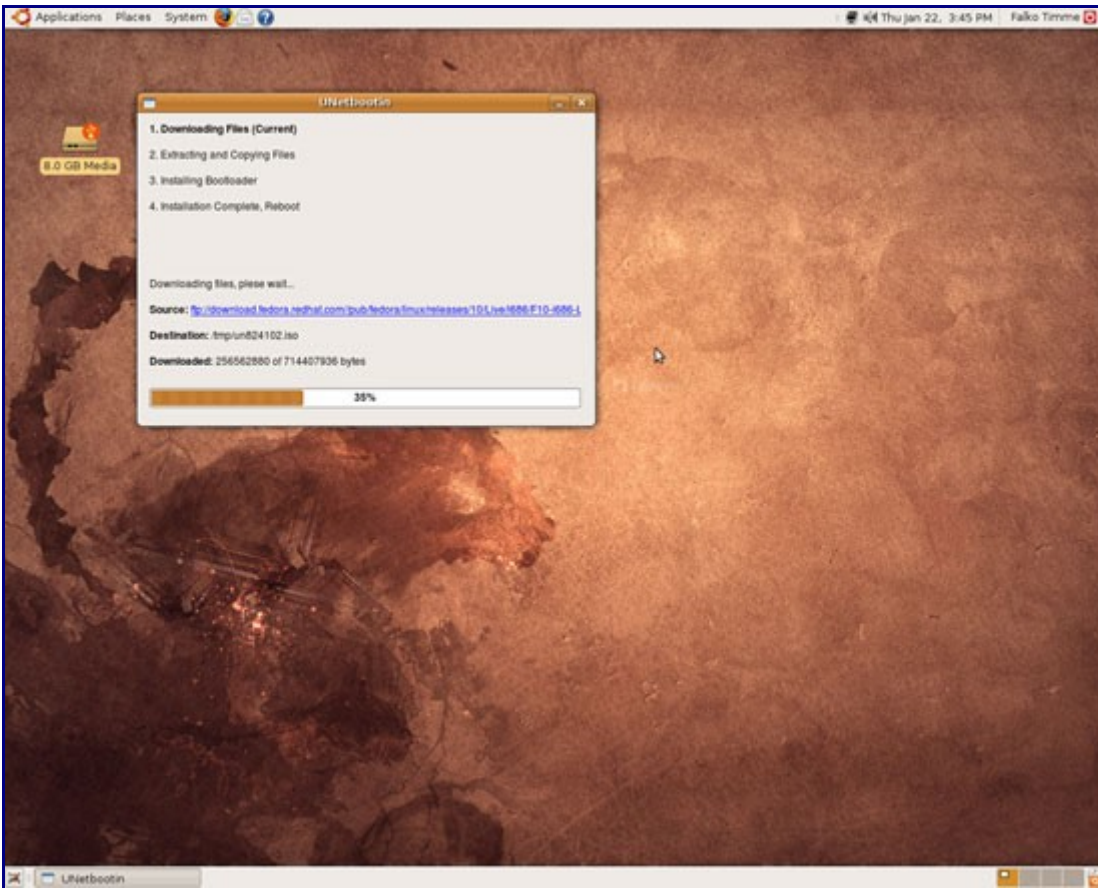 Applications Places System
Thu Jan 22, 3:45 PM Falko Timme
UNetbootin
1. Downloading Files (Current)
2. Extracting and Copying Files
3. Installing Bootloader
4. Installation Complete, Reboot
8.0 GB Media
Downloading files, plese wait...
Source: ftp://download.fedora.redhat.com/pub/fedora/linux/releases/10/Live/i686/F10-i686-L
Destination: /tmp/un824102.iso
Downloaded: 256562880 of 714407936 bytes
35%
UNetbootin